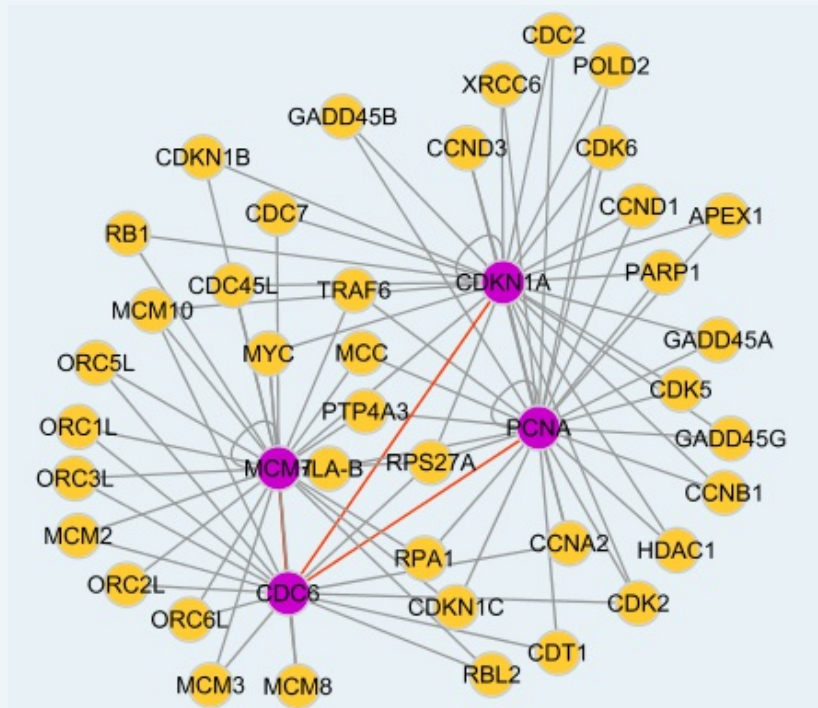 CDC2
POLD2
XRCC6
GADD45B
CCND3
CDK6
CDKN1B
CDC7
CCND1
APEX1
RB1
CDC45L
TRAF6
CDKN1A
PARP1
MCM10
MYC
MCC
GADD45A
ORC5L
CDK5
PTP4A3
ORC1L
PCNA
GADD45G
MCM7
LA-B
RPS27A
ORC3L
CCNB1
MCM2
CCNA2
HDAC1
RPA1
ORC2L
CDC6
CDKN1C
CDK2
ORC6L
CDT1
RBL2
MCM3
MCM8